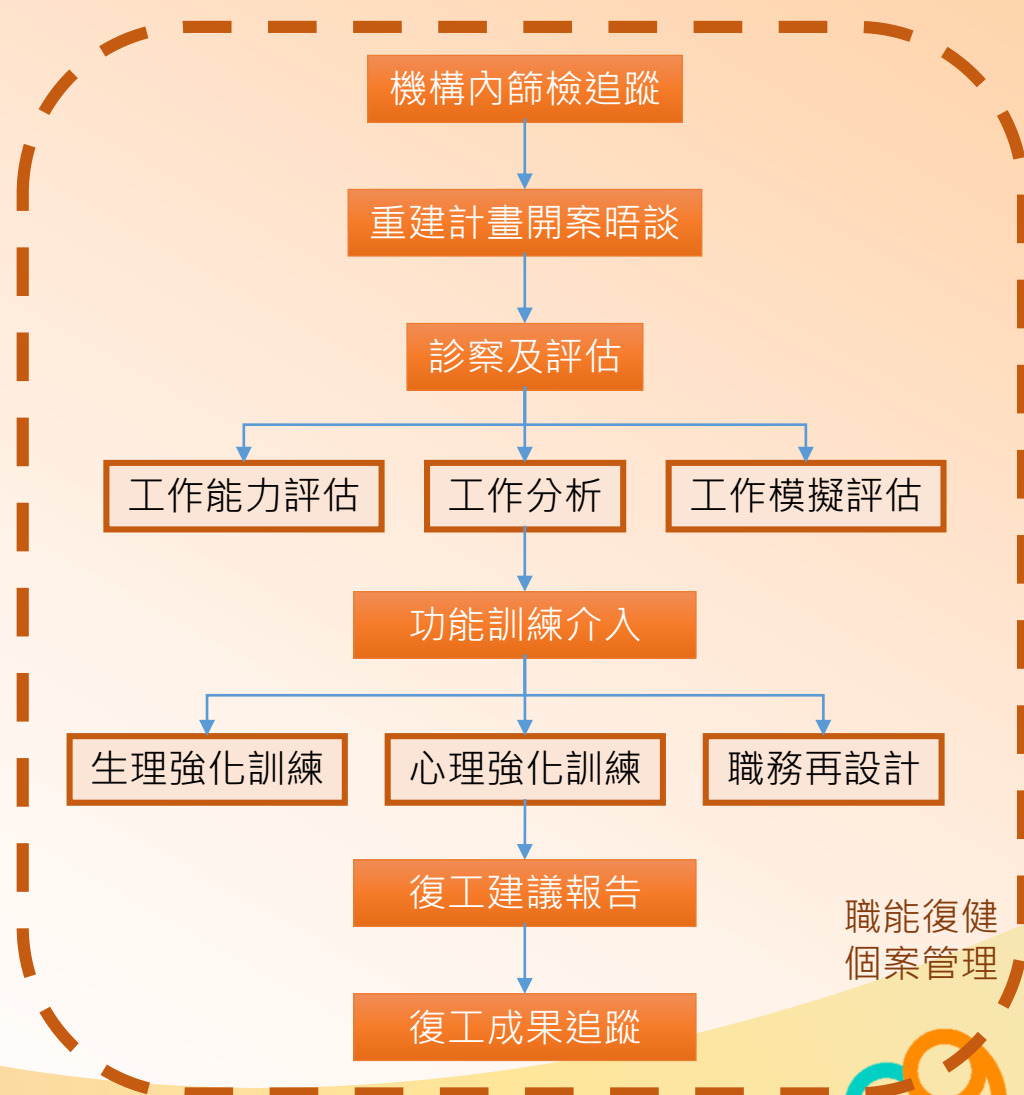 機構內篩檢追蹤
重建計畫開案晤談
診察及評估
工作能力評估
工作分析
工作模擬評估
功能訓練介入
生理強化訓練
心理強化訓練
職務再設計
復工建議報告
職能復健
個案管理
復工成果追蹤